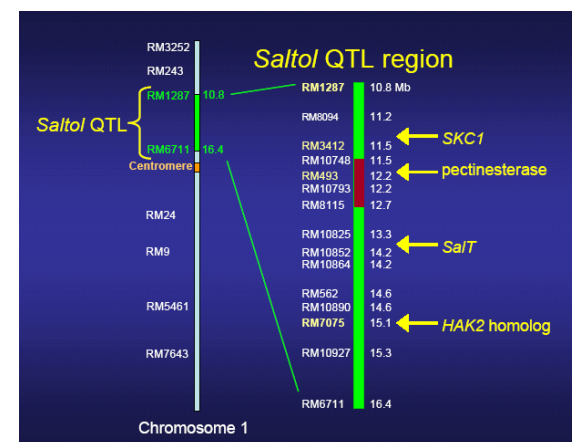 Saltol QTL region
RM3252
RM243
RM1287 10.8
Saltol QTL
RM6711 16.4
Centromere
RM24
RM9
RM5461
RM7643
Chromosome 1
RM1287 10.8 Mb
RM8094 11.2
SKC1
RM3412 11.5
RM10748 11.5
RM493 12.2 pectinesterase
RM10793 12.2
RM8115 12.7
RM10825 13.3
SalT
RM10852 14.2
RM10864 14.2
RM562 14.6
RM10890 14.6
RM7075 15.1 HAK2 homolog
RM10927 15.3
RM6711 16.4